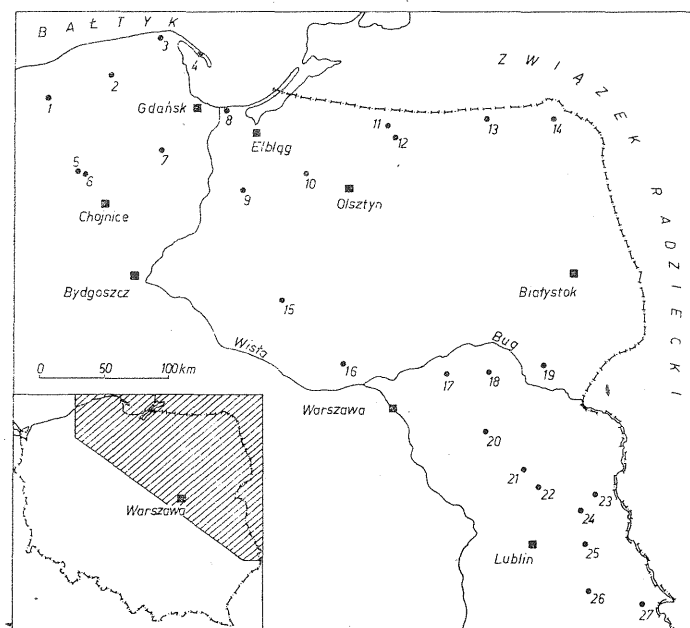 BAŁTYK
ZWIĄZEK RADZIECKI
3
4
2
1
Gdańsk
8
11
13
14
12
Elbląg
7
5
6
10
9
Olsztyn
Chojnice
Bydgoszcz
Białystok
15
Wisła
Bug
16
17
18
19
0 50 100 km
Warszawa
20
21
22
23
24
Lublin
25
26
27
Warszawa